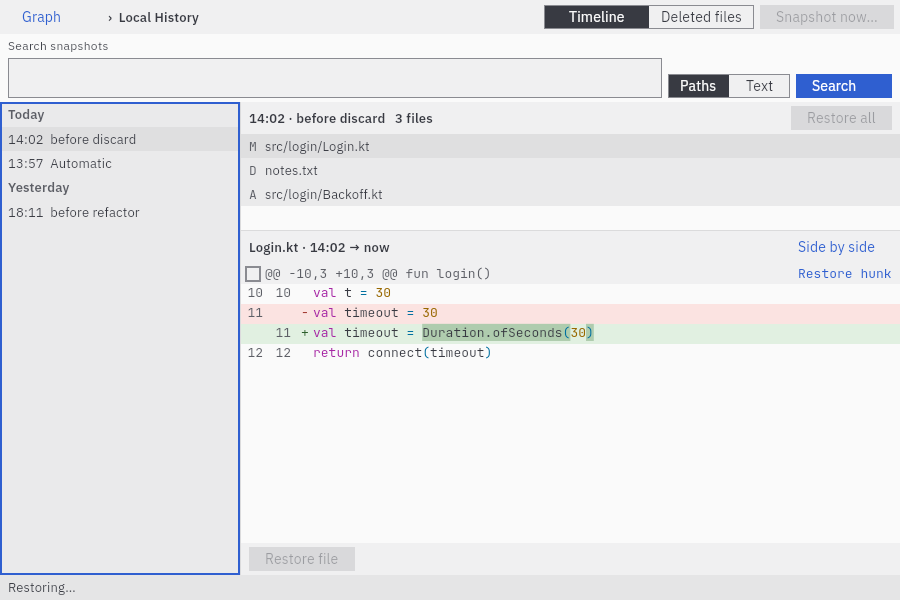 Graph › Local History Timeline Deleted files Snapshot now...
Search snapshots
Paths Text Search
Today
14:02 before discard
13:57 Automatic
Yesterday
18:11 before refactor
14:02 · before discard 3 files Restore all
M src/login/Login.kt
D notes.txt
A src/login/Backoff.kt
Login.kt · 14:02 → now Side by side
@@ -10,3 +10,3 @@ fun login() Restore hunk
10 10 val t = 30
11 - val timeout = 30
11 + val timeout = Duration.ofSeconds(30)
12 12 return connect(timeout)
Restore file
Restoring...